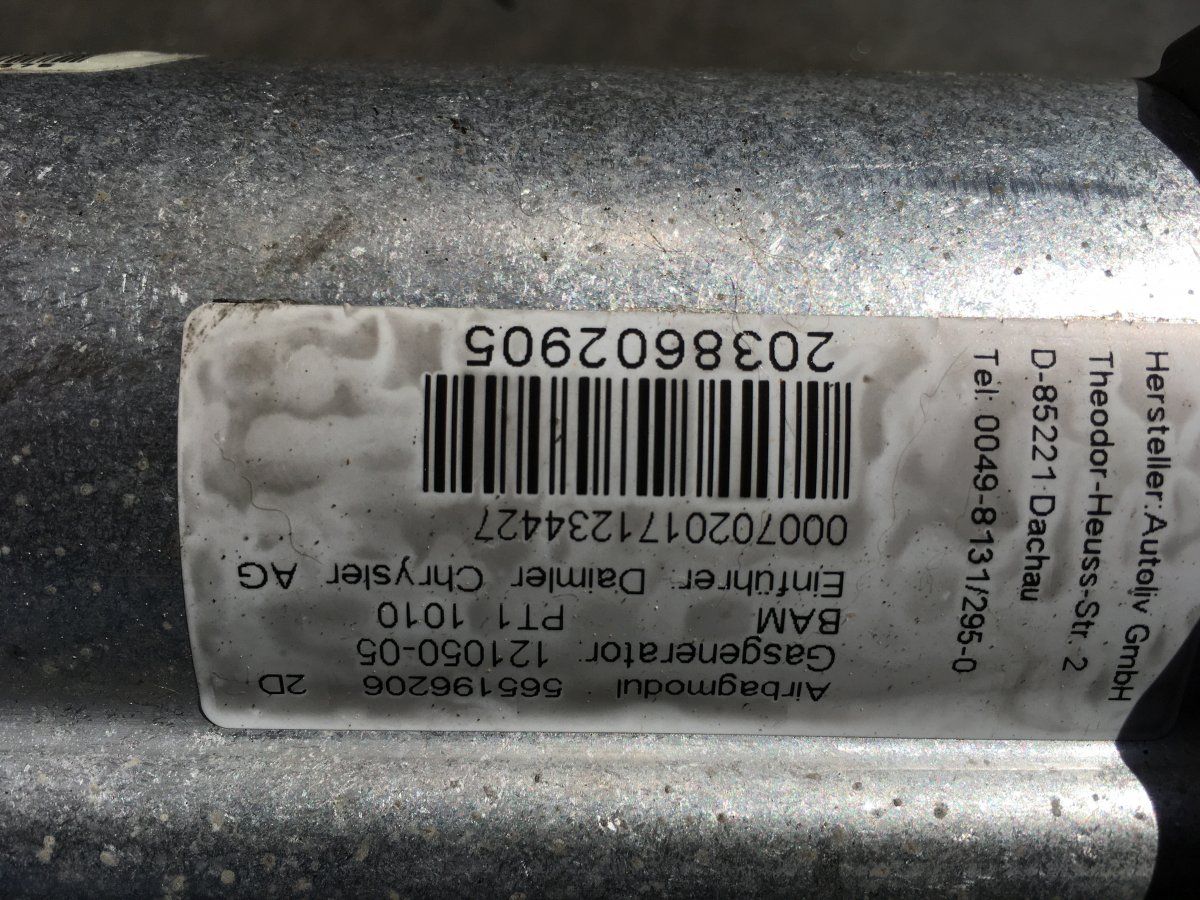 Airbagmodul 565196206 2D
Gasgenerator: 121050-05
BAM PT1 1010
Einführer: Daimler Chrysler AG
0007020171234427
2038602905
Hersteller:Autoliv GmbH
Theodor-Heuss-Str. 2
D-85221 Dachau
Tel: 0049-8131/295-0